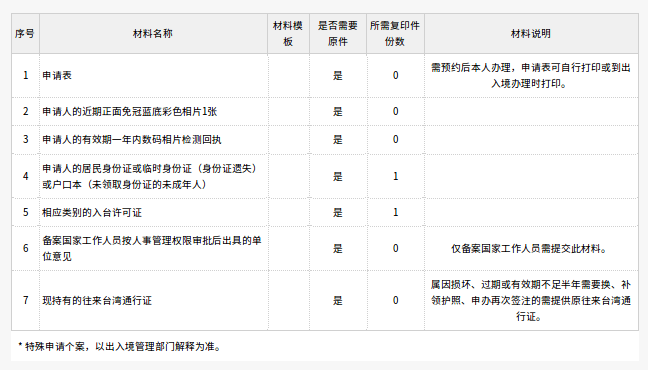 序号 材料名称 材料模板 是否需要原件 所需复印件份数 材料说明
1 申请表 是 0 需预约后本人办理，申请表可自行打印或到出入境办理时打印。
2 申请人的近期正面免冠蓝底彩色相片1张 是 0
3 申请人的有效期一年内数码相片检测回执 是 0
4 申请人的居民身份证或临时身份证（身份证遗失）或户口本（未领取身份证的未成年人） 是 1
5 相应类别的入台许可证 是 1
6 备案国家工作人员按人事管理权限审批后出具的单位意见 是 0 仅备案国家工作人员需提交此材料。
7 现持有的往来台湾通行证 是 0 属因损坏、过期或有效期不足半年需要换、补领护照、申办再次签注的需提供原往来台湾通行证。
* 特殊申请个案，以出入境管理部门解释为准。